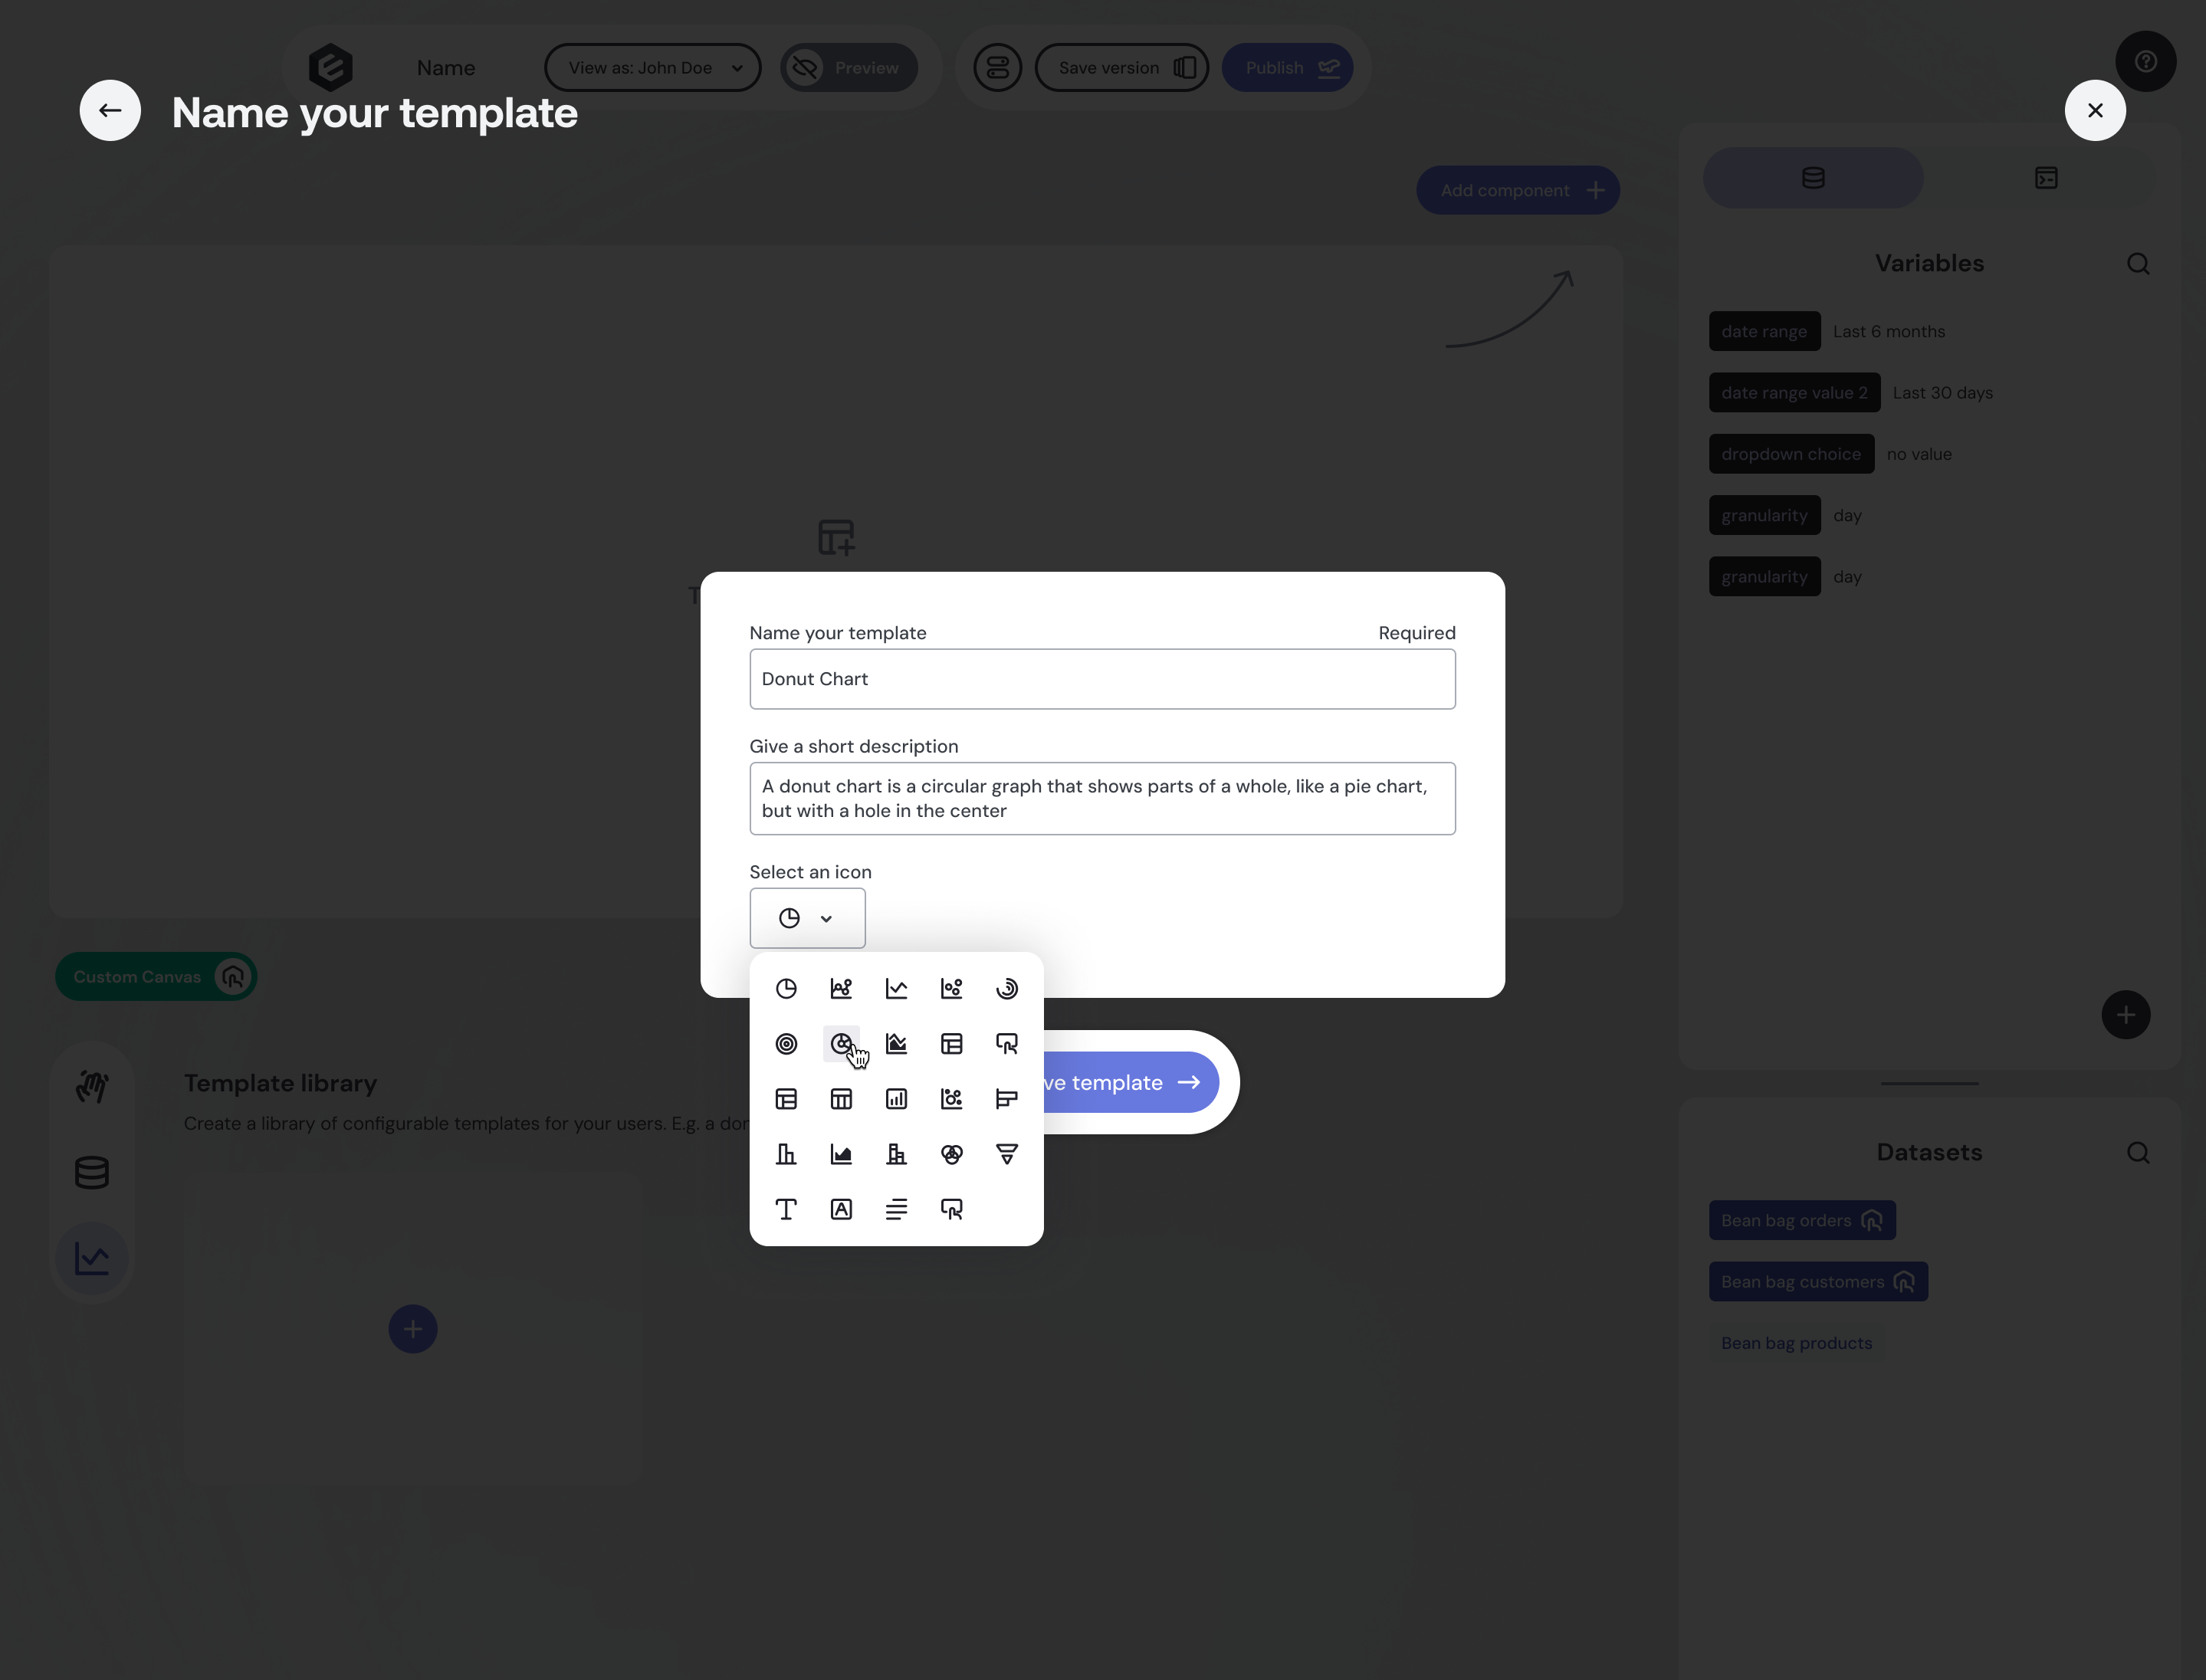 Name
View as: John Doe
Preview
Save version
Publish
Name your template
Add component
Variables
date range Last 6 months
date range value 2 Last 30 days
dropdown choice no value
granularity day
granularity day
Name your template
Required
Donut Chart
Give a short description
A donut chart is a circular graph that shows parts of a whole, like a pie chart,
but with a hole in the center
Select an icon
Custom Canvas
Template library
Create a library of configurable templates for your users. E.g. a
template
Datasets
Bean bag orders
Bean bag customers
Bean bag products